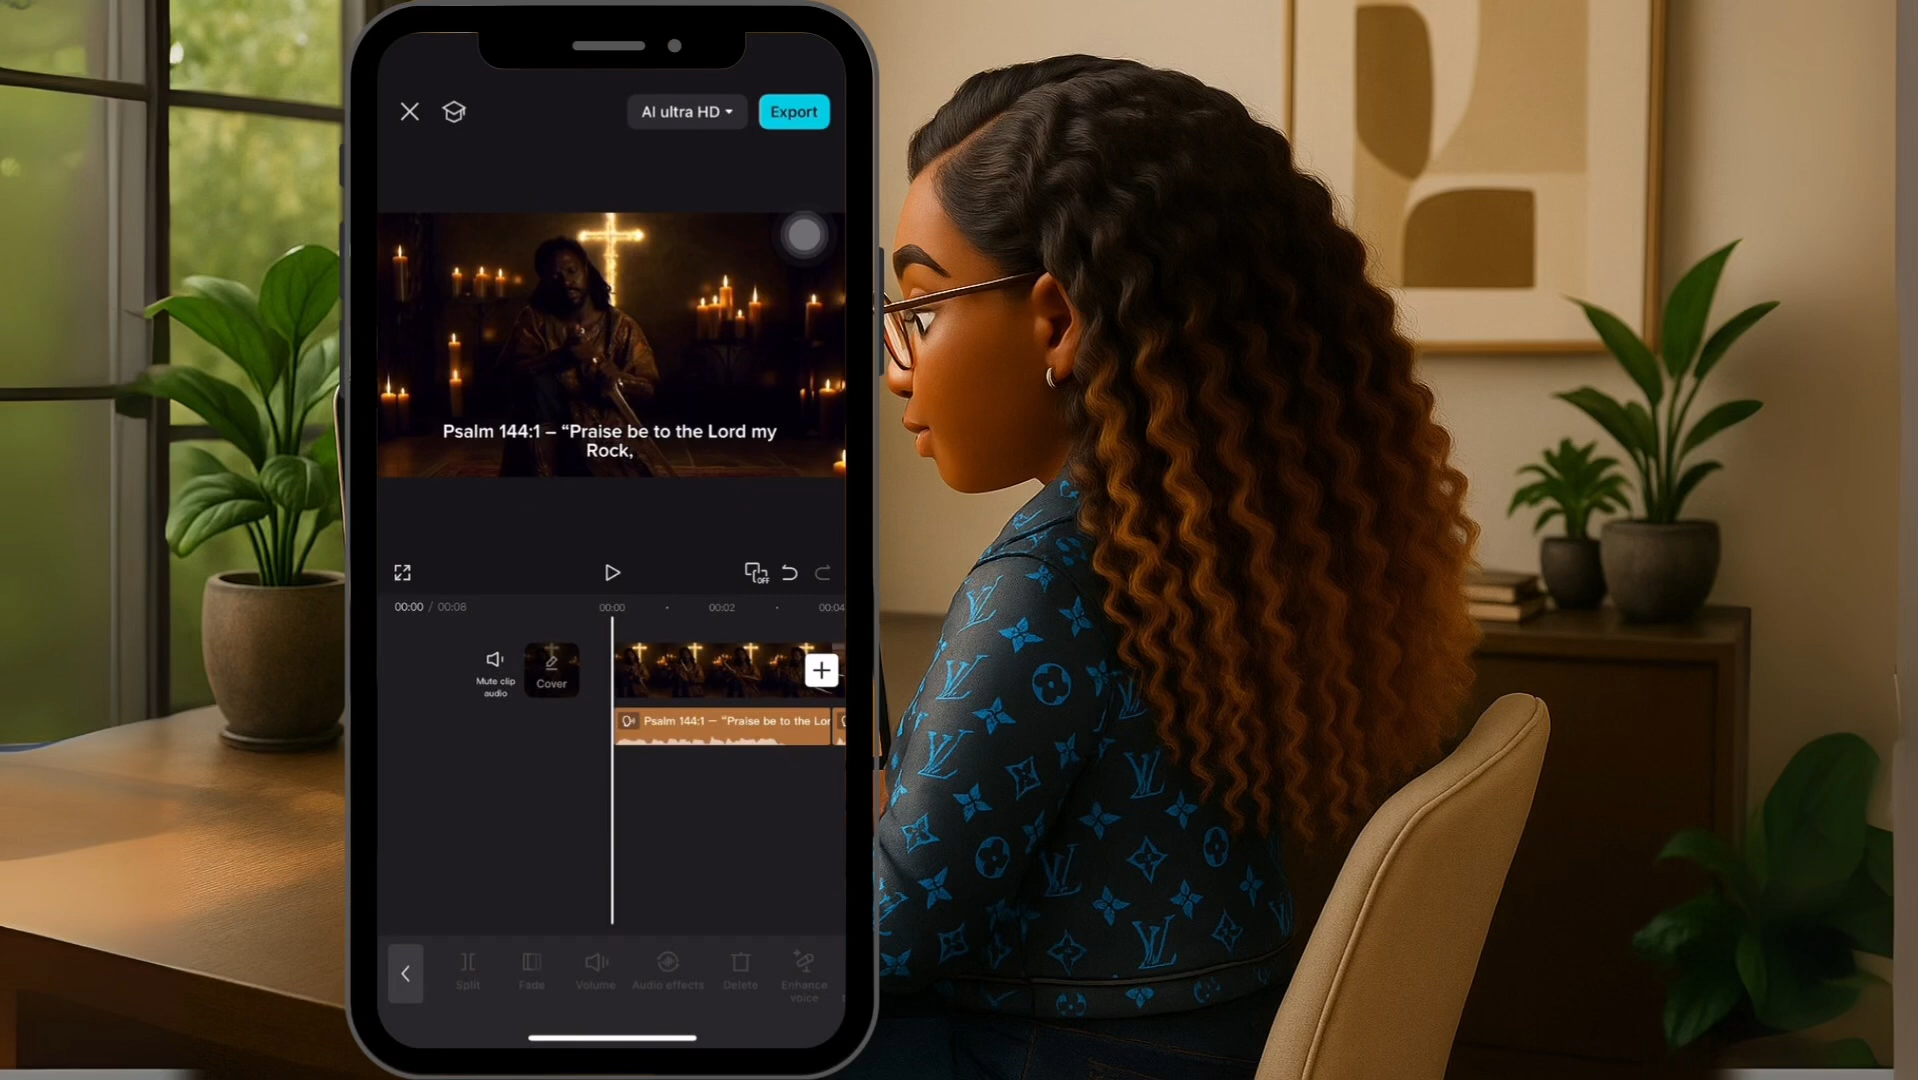 AI ultra HD
Export
Psalm 144:1 – “Praise be to the Lord my
Rock,
OFF
00:00 / 00:08
00:00
00:02
00:04
Mute clip
audio
Cover
Psalm 144:1 – “Praise be to the Lor
Split
Fade
Volume
Audio effects
Delete
Enhance
voice